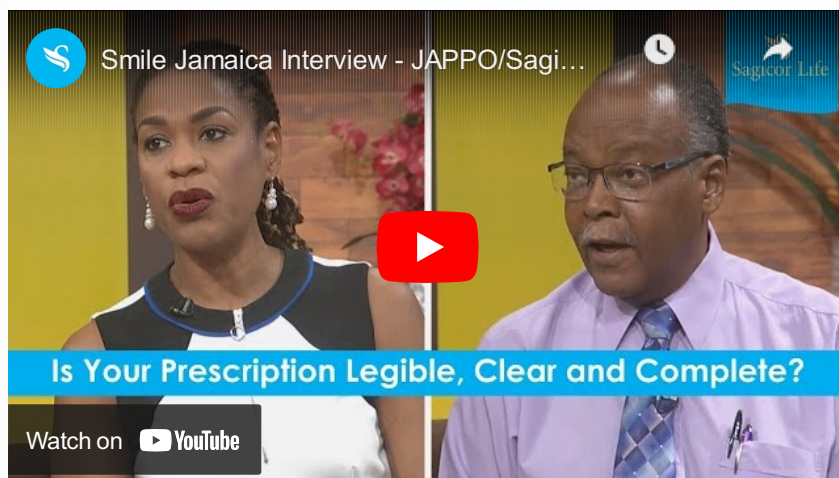 Smile Jamaica Interview - JAPPO/Sagi...
Sagicor Life
Is Your Prescription Legible, Clear and Complete?
Watch on YouTube